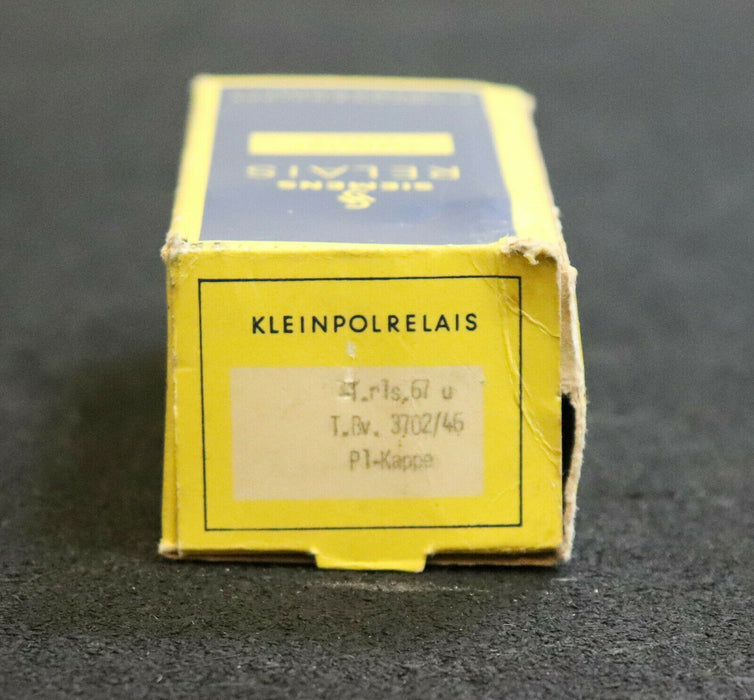 SIEMENS
RELAIS
KLEINPOLRELAIS
T.rls.67 u
T.Bv. 3702/46
Pl-Kappe